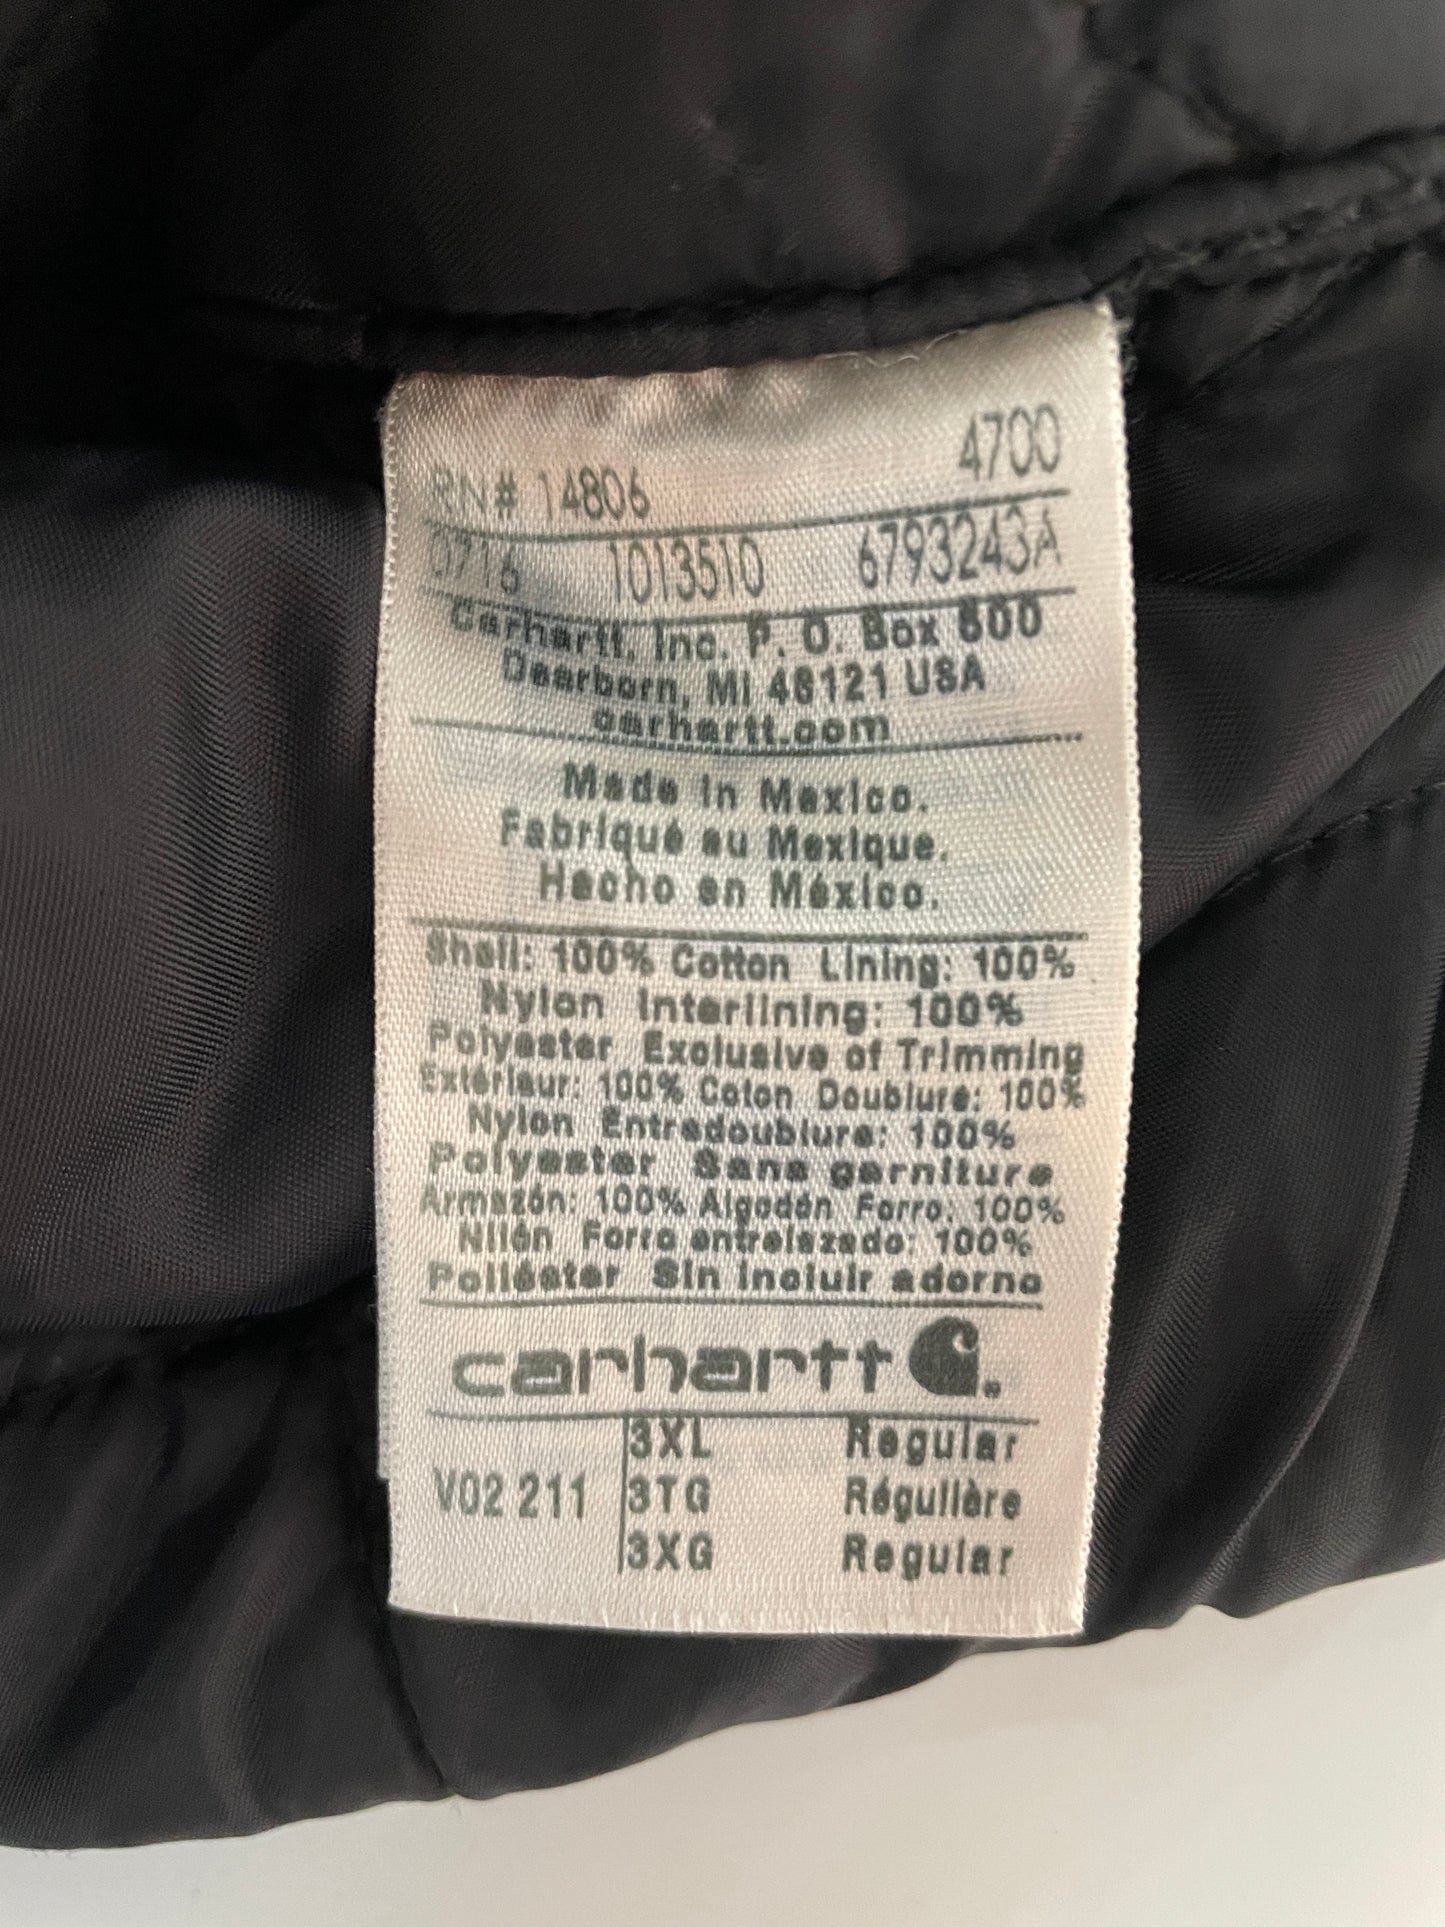 4700
RN# 14806
0716 1013510 6793243A
Carhartt, Inc. P. O. Box 600
Dearborn, MI 48121 USA
carhartt.com
Made in Mexico.
Fabriqué au Mexique.
Hecho en México.
Shell: 100% Cotton Lining: 100%
Nylon Interlining: 100%
Polyester Exclusive of Trimming
Extérieur: 100% Coton Doublure: 100%
Nylon Entredoublure: 100%
Polyester Sans garniture
Armazón: 100% Algodón Forro: 100%
Nilón Forro entrelazado: 100%
Poliéster Sin incluir adorno
carhartt
3XL Regular
V02 211 3TG Régulière
3XG Regular